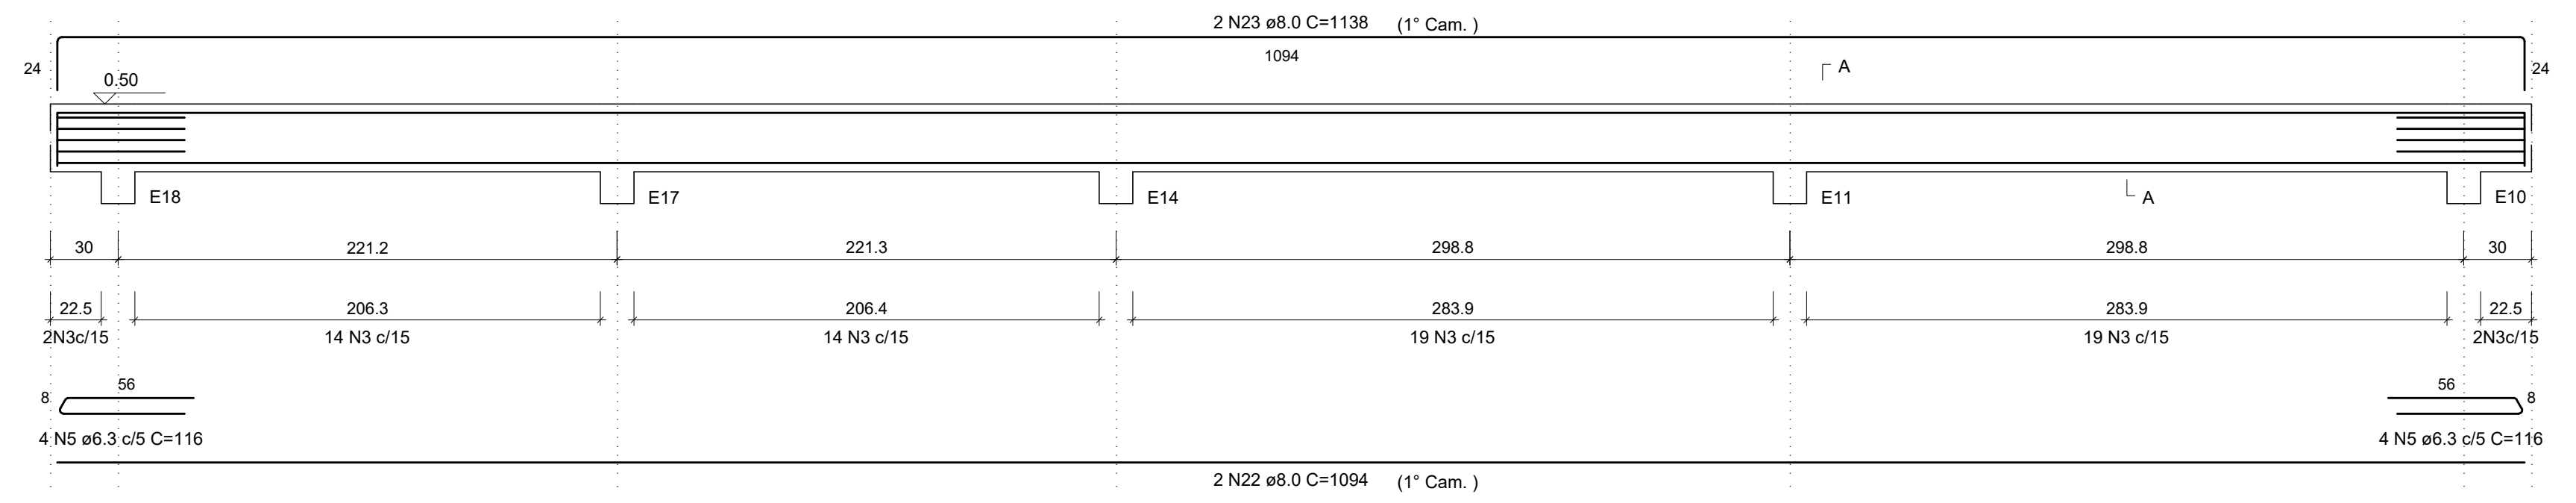 2 N23 ø8.0 C=1138 (1° Cam. )
1094
24
24
A
0.50
E18
E17
E14
E11
A
E10
30
221.2
221.3
298.8
298.8
30
22.5
206.3
206.4
283.9
283.9
22.5
2N3c/15
14 N3 c/15
14 N3 c/15
19 N3 c/15
19 N3 c/15
2N3c/15
56
56
8
8
4 N5 ø6.3 c/5 C=116
4 N5 ø6.3 c/5 C=116
2 N22 ø8.0 C=1094 (1° Cam. )